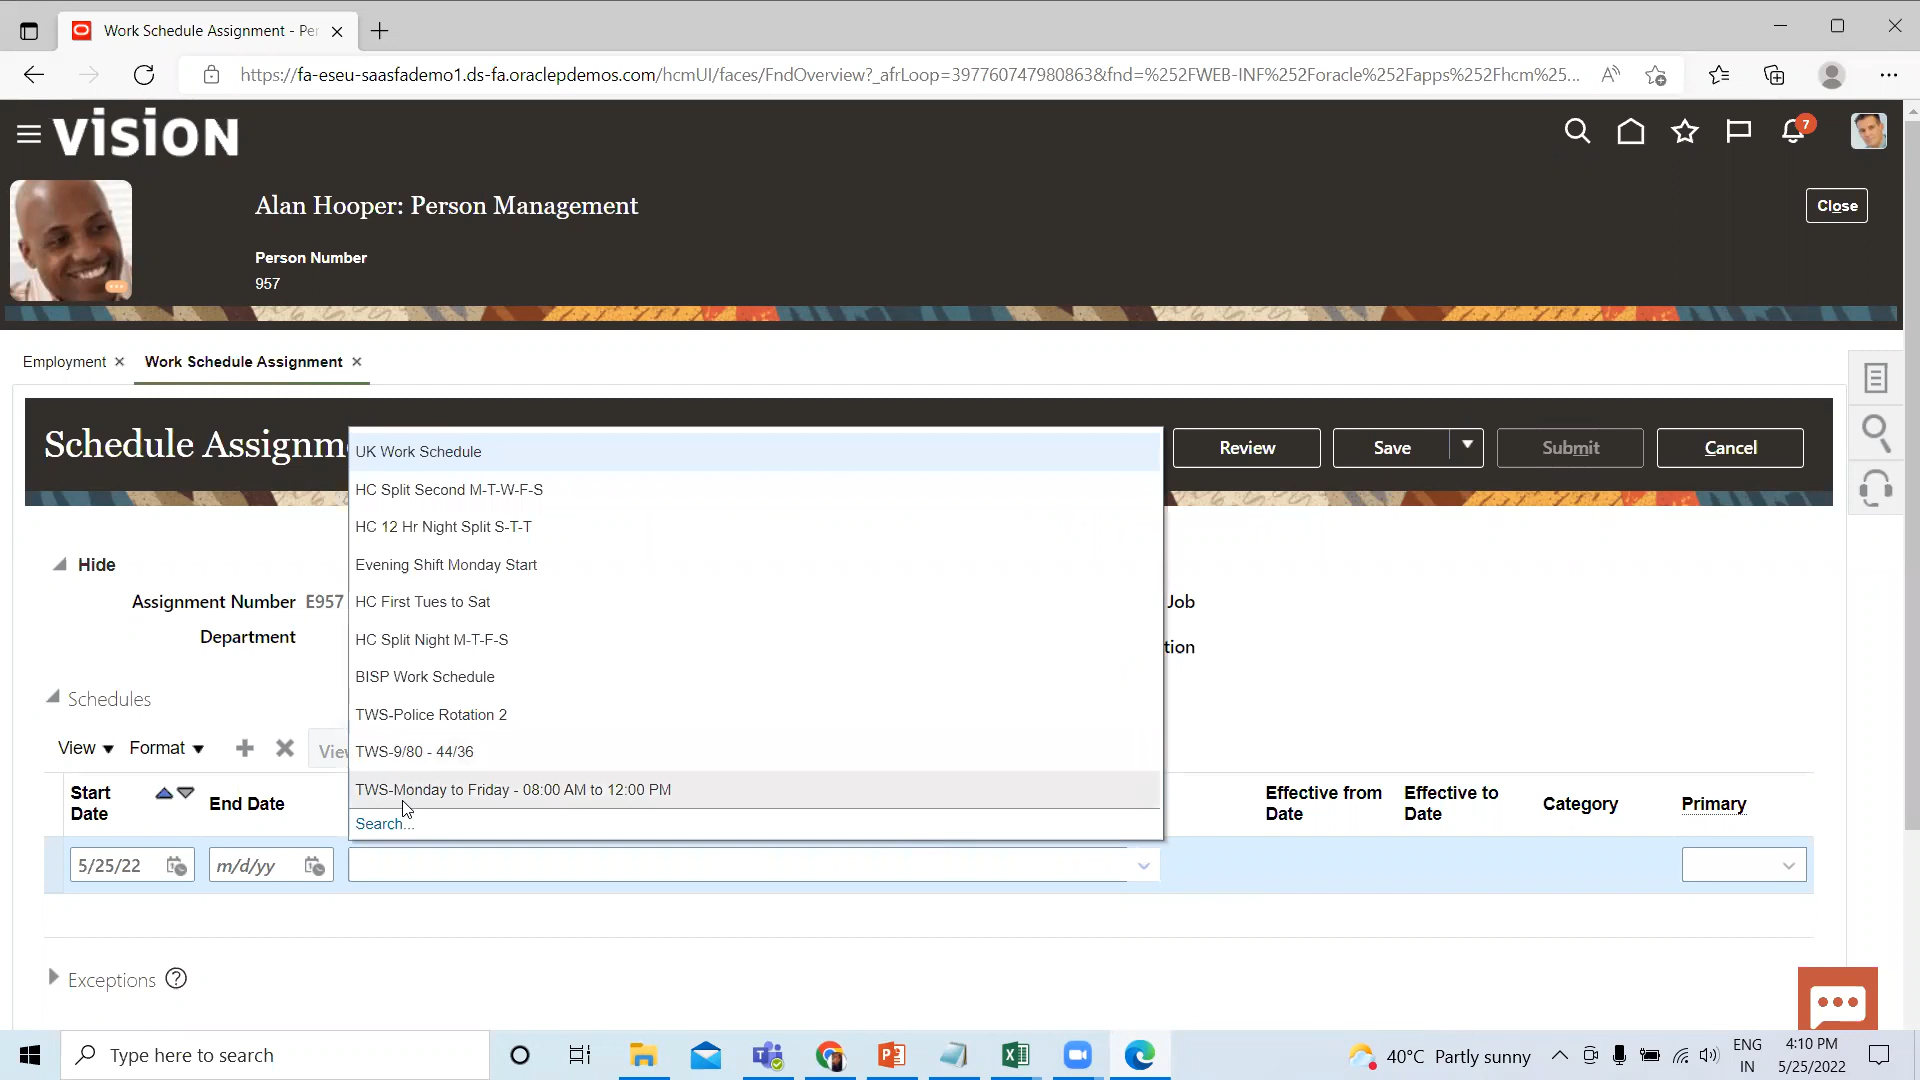 Work Schedule Assignment - Per
https://fa-eseu-saasfademo1.ds-fa.oraclepdemos.com/hcmUI/faces/FndOverview?_afrLoop=397760747980863&fnd=%252FWEB-INF%252Foracle%252Fapps%252Fhcm%25...
VISION
7
Alan Hooper: Person Management
Close
Person Number
957
Employment
Work Schedule Assignment
Schedule Assignm
Review
Save
Submit
Cancel
UK Work Schedule
HC Split Second M-T-W-F-S
HC 12 Hr Night Split S-T-T
Evening Shift Monday Start
HC First Tues to Sat
HC Split Night M-T-F-S
BISP Work Schedule
TWS-Police Rotation 2
TWS-9/80 - 44/36
TWS-Monday to Friday - 08:00 AM to 12:00 PM
Search...
Hide
Assignment Number E957
Job
Department
tion
Schedules
View
Format
View
Start Date
End Date
Effective from Date
Effective to Date
Category
Primary
5/25/22
m/d/yy
Exceptions
Type here to search
40°C Partly sunny
ENG
IN
4:10 PM
5/25/2022